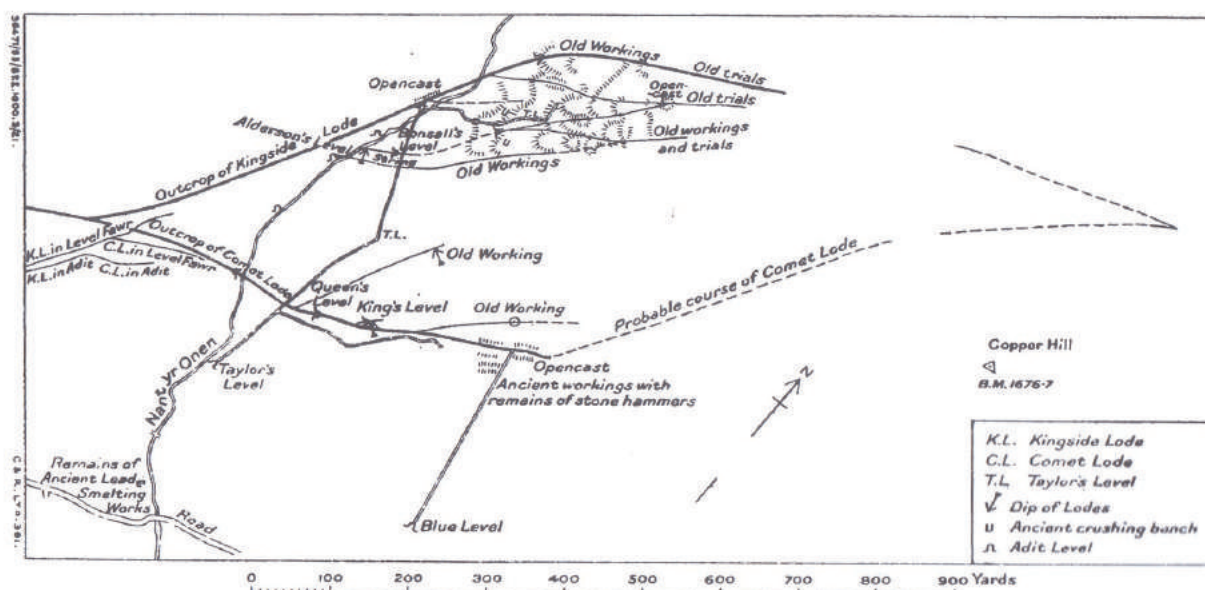 Old Workings
Old trials
Opencast
Open-
cast
Old trials
Alderson's
Level
Bonsall's
Level
T.L.
U
String
Old workings
and trials
Old Workings
Outcrop of Kingside Lode
K.L. in Level Fawr
C.L. in Level Fawr
K.L. in Adit
C.L. in Adit
Outcrop of Comet Lode
T.L.
Old Working
Queen's
Level
King's Level
Old Working
Probable course of Comet Lode
Nant yr Onen
Taylor's
Level
Opencast
Ancient workings with
remains of stone hammers
Copper Hill
B.M. 1676·7
N
Remains of
Ancient Lead
Smelting
Works
Road
Blue Level
K.L. Kingside Lode
C.L. Comet Lode
T.L. Taylor's Level
Dip of Lodes
U Ancient crushing bench
Adit Level
0 100 200 300 400 500 600 700 800 900 Yards